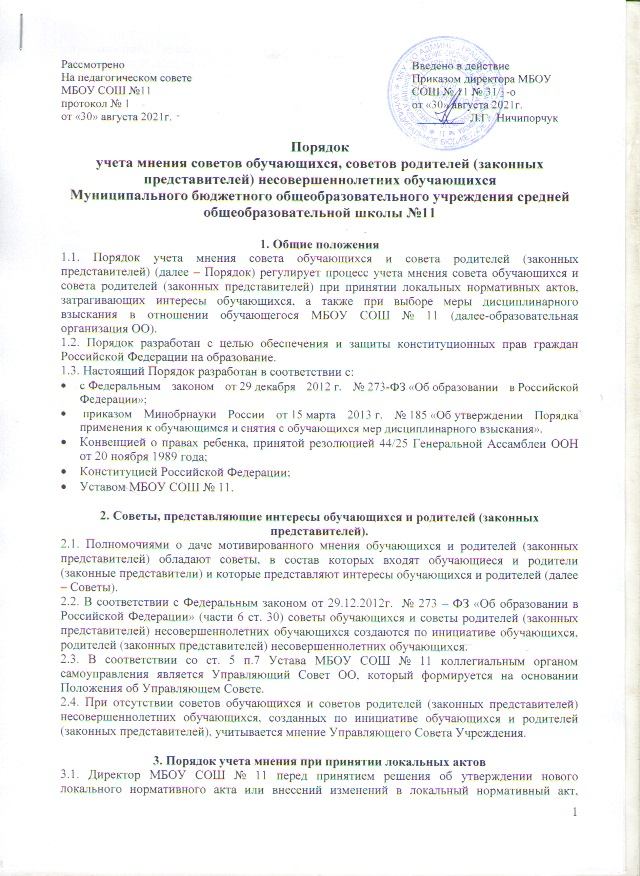 Рассмотрено
На педагогическом совете
МБОУ СОШ №11
протокол № 1
от «30» августа 2021г.
Введено в действие
Приказом директора МБОУ
СОШ № 11 № 31/ -о
от «30» августа 2021г.
Л.Г. Ничипорчук
Порядок
учета мнения советов обучающихся, советов родителей (законных
представителей) несовершеннолетних обучающихся
Муниципального бюджетного общеобразовательного учреждения средней
общеобразовательной школы №11
1. Общие положения
1.1. Порядок учета мнения совета обучающихся и совета родителей (законных
представителей) (далее – Порядок) регулирует процесс учета мнения совета обучающихся и
совета родителей (законных представителей) при принятии локальных нормативных актов,
затрагивающих интересы обучающихся, а также при выборе меры дисциплинарного
взыскания в отношении обучающегося МБОУ СОШ № 11 (далее-образовательная
организация ОО).
1.2. Порядок разработан с целью обеспечения и защиты конституционных прав граждан
Российской Федерации на образование.
1.3. Настоящий Порядок разработан в соответствии с:
• с Федеральным законом от 29 декабря 2012 г. № 273-ФЗ «Об образовании в Российской
Федерации»;
• приказом Минобрнауки России от 15 марта 2013 г. № 185 «Об утверждении Порядка
применения к обучающимся и снятия с обучающихся мер дисциплинарного взыскания».
• Конвенцией о правах ребенка, принятой резолюцией 44/25 Генеральной Ассамблеи ООН
от 20 ноября 1989 года;
• Конституцией Российской Федерации;
• Уставом МБОУ СОШ № 11.
2. Советы, представляющие интересы обучающихся и родителей (законных
представителей).
2.1. Полномочиями о даче мотивированного мнения обучающихся и родителей (законных
представителей) обладают советы, в состав которых входят обучающиеся и родители
(законные представители) и которые представляют интересы обучающихся и родителей (далее
– Советы).
2.2. В соответствии с Федеральным законом от 29.12.2012г. № 273 – ФЗ «Об образовании в
Российской Федерации» (части 6 ст. 30) советы обучающихся и советы родителей (законных
представителей) несовершеннолетних обучающихся создаются по инициативе обучающихся,
родителей (законных представителей) несовершеннолетних обучающихся.
2.3. В соответствии со ст. 5 п.7 Устава МБОУ СОШ № 11 коллегиальным органом
самоуправления является Управляющий Совет ОО, который формируется на основании
Положения об Управляющем Совете.
2.4. При отсутствии советов обучающихся и советов родителей (законных представителей)
несовершеннолетних обучающихся, созданных по инициативе обучающихся и родителей
(законных представителей), учитывается мнение Управляющего Совета Учреждения.
3. Порядок учета мнения при принятии локальных актов
3.1. Директор МБОУ СОШ № 11 перед принятием решения об утверждении нового
локального нормативного акта или внесений изменений в локальный нормативный акт,
1